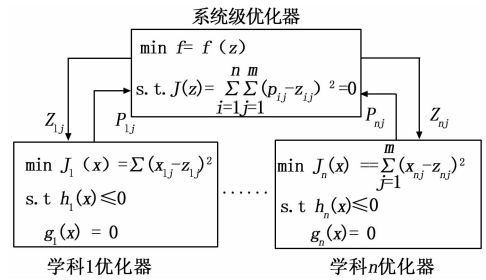 系统级优化器
min f= f (z)
s.t.J(z)= n∑i=1 m∑j=1 (p_ij-z_ij) ²=0
Z_1j P_1j P_nj Z_nj
min J_1 (x) =∑(x_1j-z_1j)²
s.t h_1(x)≤0
g_1(x) = 0
······
min J_n(x) ==m∑j=1(x_nj-z_nj)²
s.t h_n(x)≤0
g_n(x)= 0
学科1优化器
学科n优化器